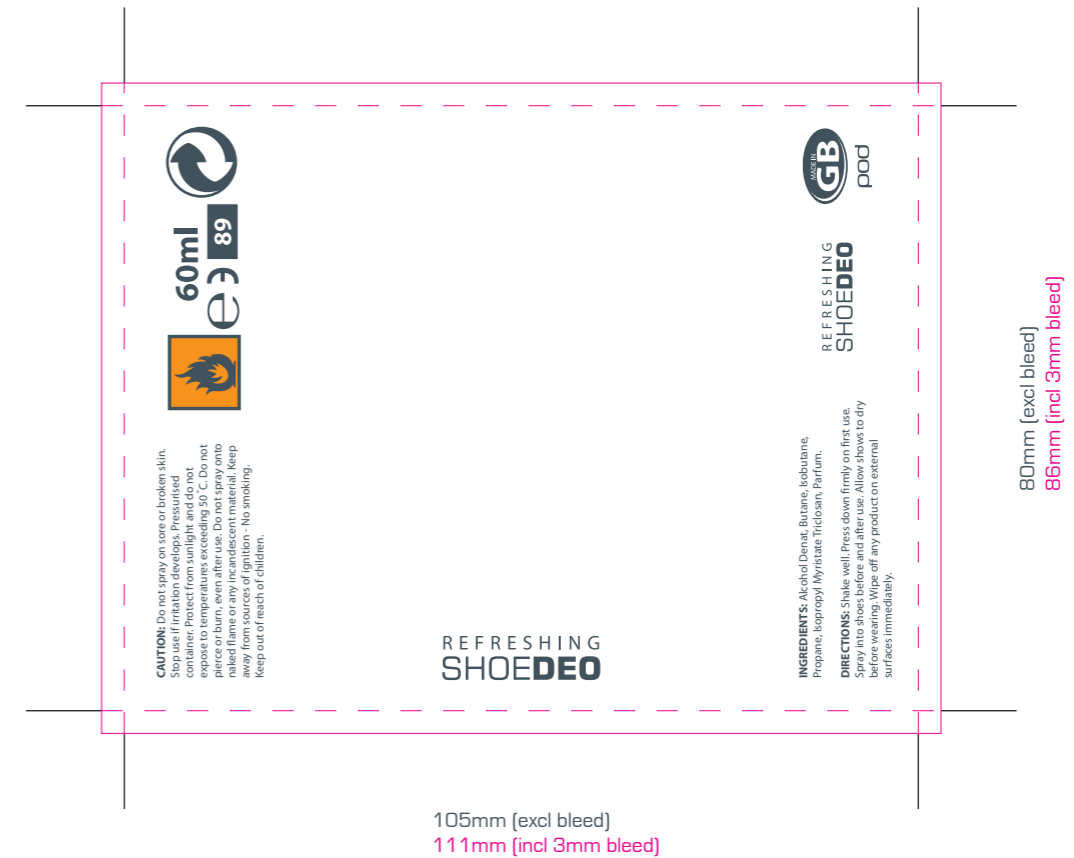 CAUTION: Do not spray on sore or broken skin.
Stop use if irritation develops. Pressurised
container. Protect from sunlight and do not
expose to temperatures exceeding 50˚C. Do not
pierce or burn, even after use. Do not spray onto
naked flame or any incandescent material. Keep
away from sources of ignition - No smoking.
Keep out of reach of children.
60ml
e 3 89
REFRESHING
SHOEDEO
INGREDIENTS: Alcohol Denat, Butane, Isobutane,
Propane, Isopropyl Myristate Triclosan, Parfum.
DIRECTIONS: Shake well. Press down firmly on first use.
Spray into shoes before and after use. Allow shows to dry
before wearing. Wipe off any product on external
surfaces immediately.
REFRESHING
SHOEDEO
MADE IN
GB
pod
80mm (excl bleed)
86mm (incl 3mm bleed)
105mm (excl bleed)
111mm (incl 3mm bleed)